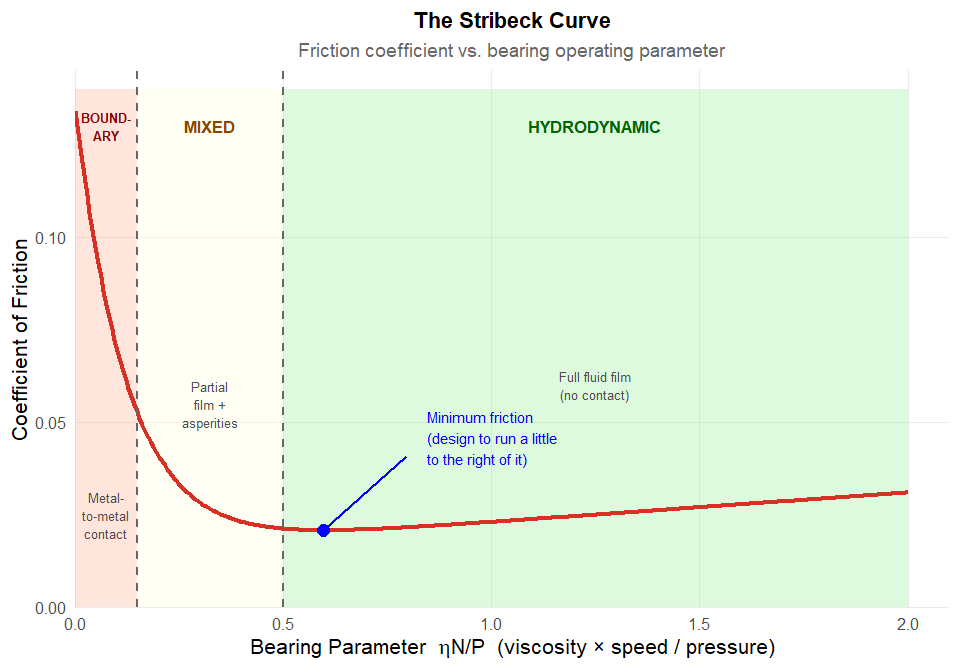 The Stribeck Curve
Friction coefficient vs. bearing operating parameter
BOUND-
ARY
MIXED
HYDRODYNAMIC
Coefficient of Friction
0.10
0.05
0.00
Partial
film +
asperities
Full fluid film
(no contact)
Minimum friction
(design to run a little
to the right of it)
Metal-
to-metal
contact
0.0 0.5 1.0 1.5 2.0
Bearing Parameter ηN/P (viscosity × speed / pressure)